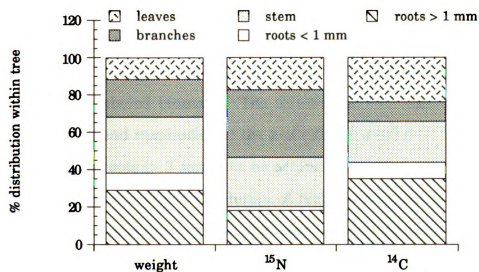 leaves
stem
roots > 1 mm
branches
roots < 1 mm
% distribution within tree
120
100
80
60
40
20
0
weight
¹⁵N
¹⁴C